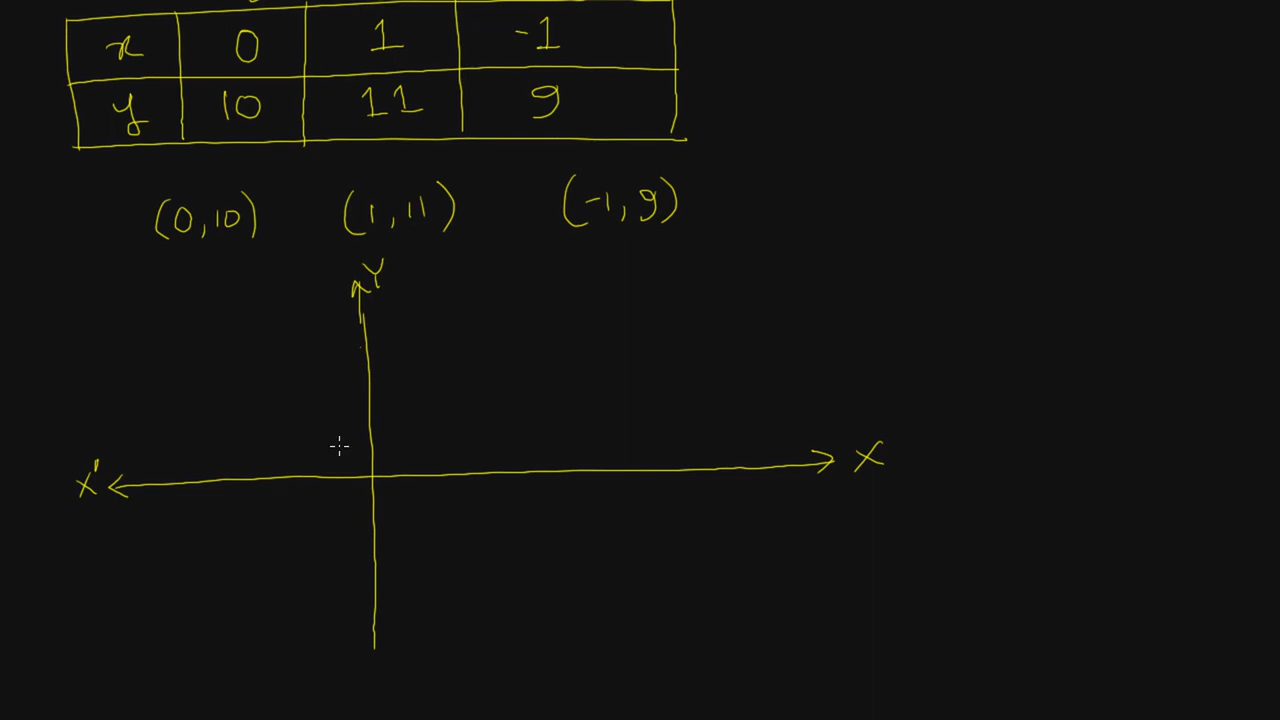 x 0 1 -1
y 10 11 9
(0,10) (1,11) (-1,9)
Y
X' X